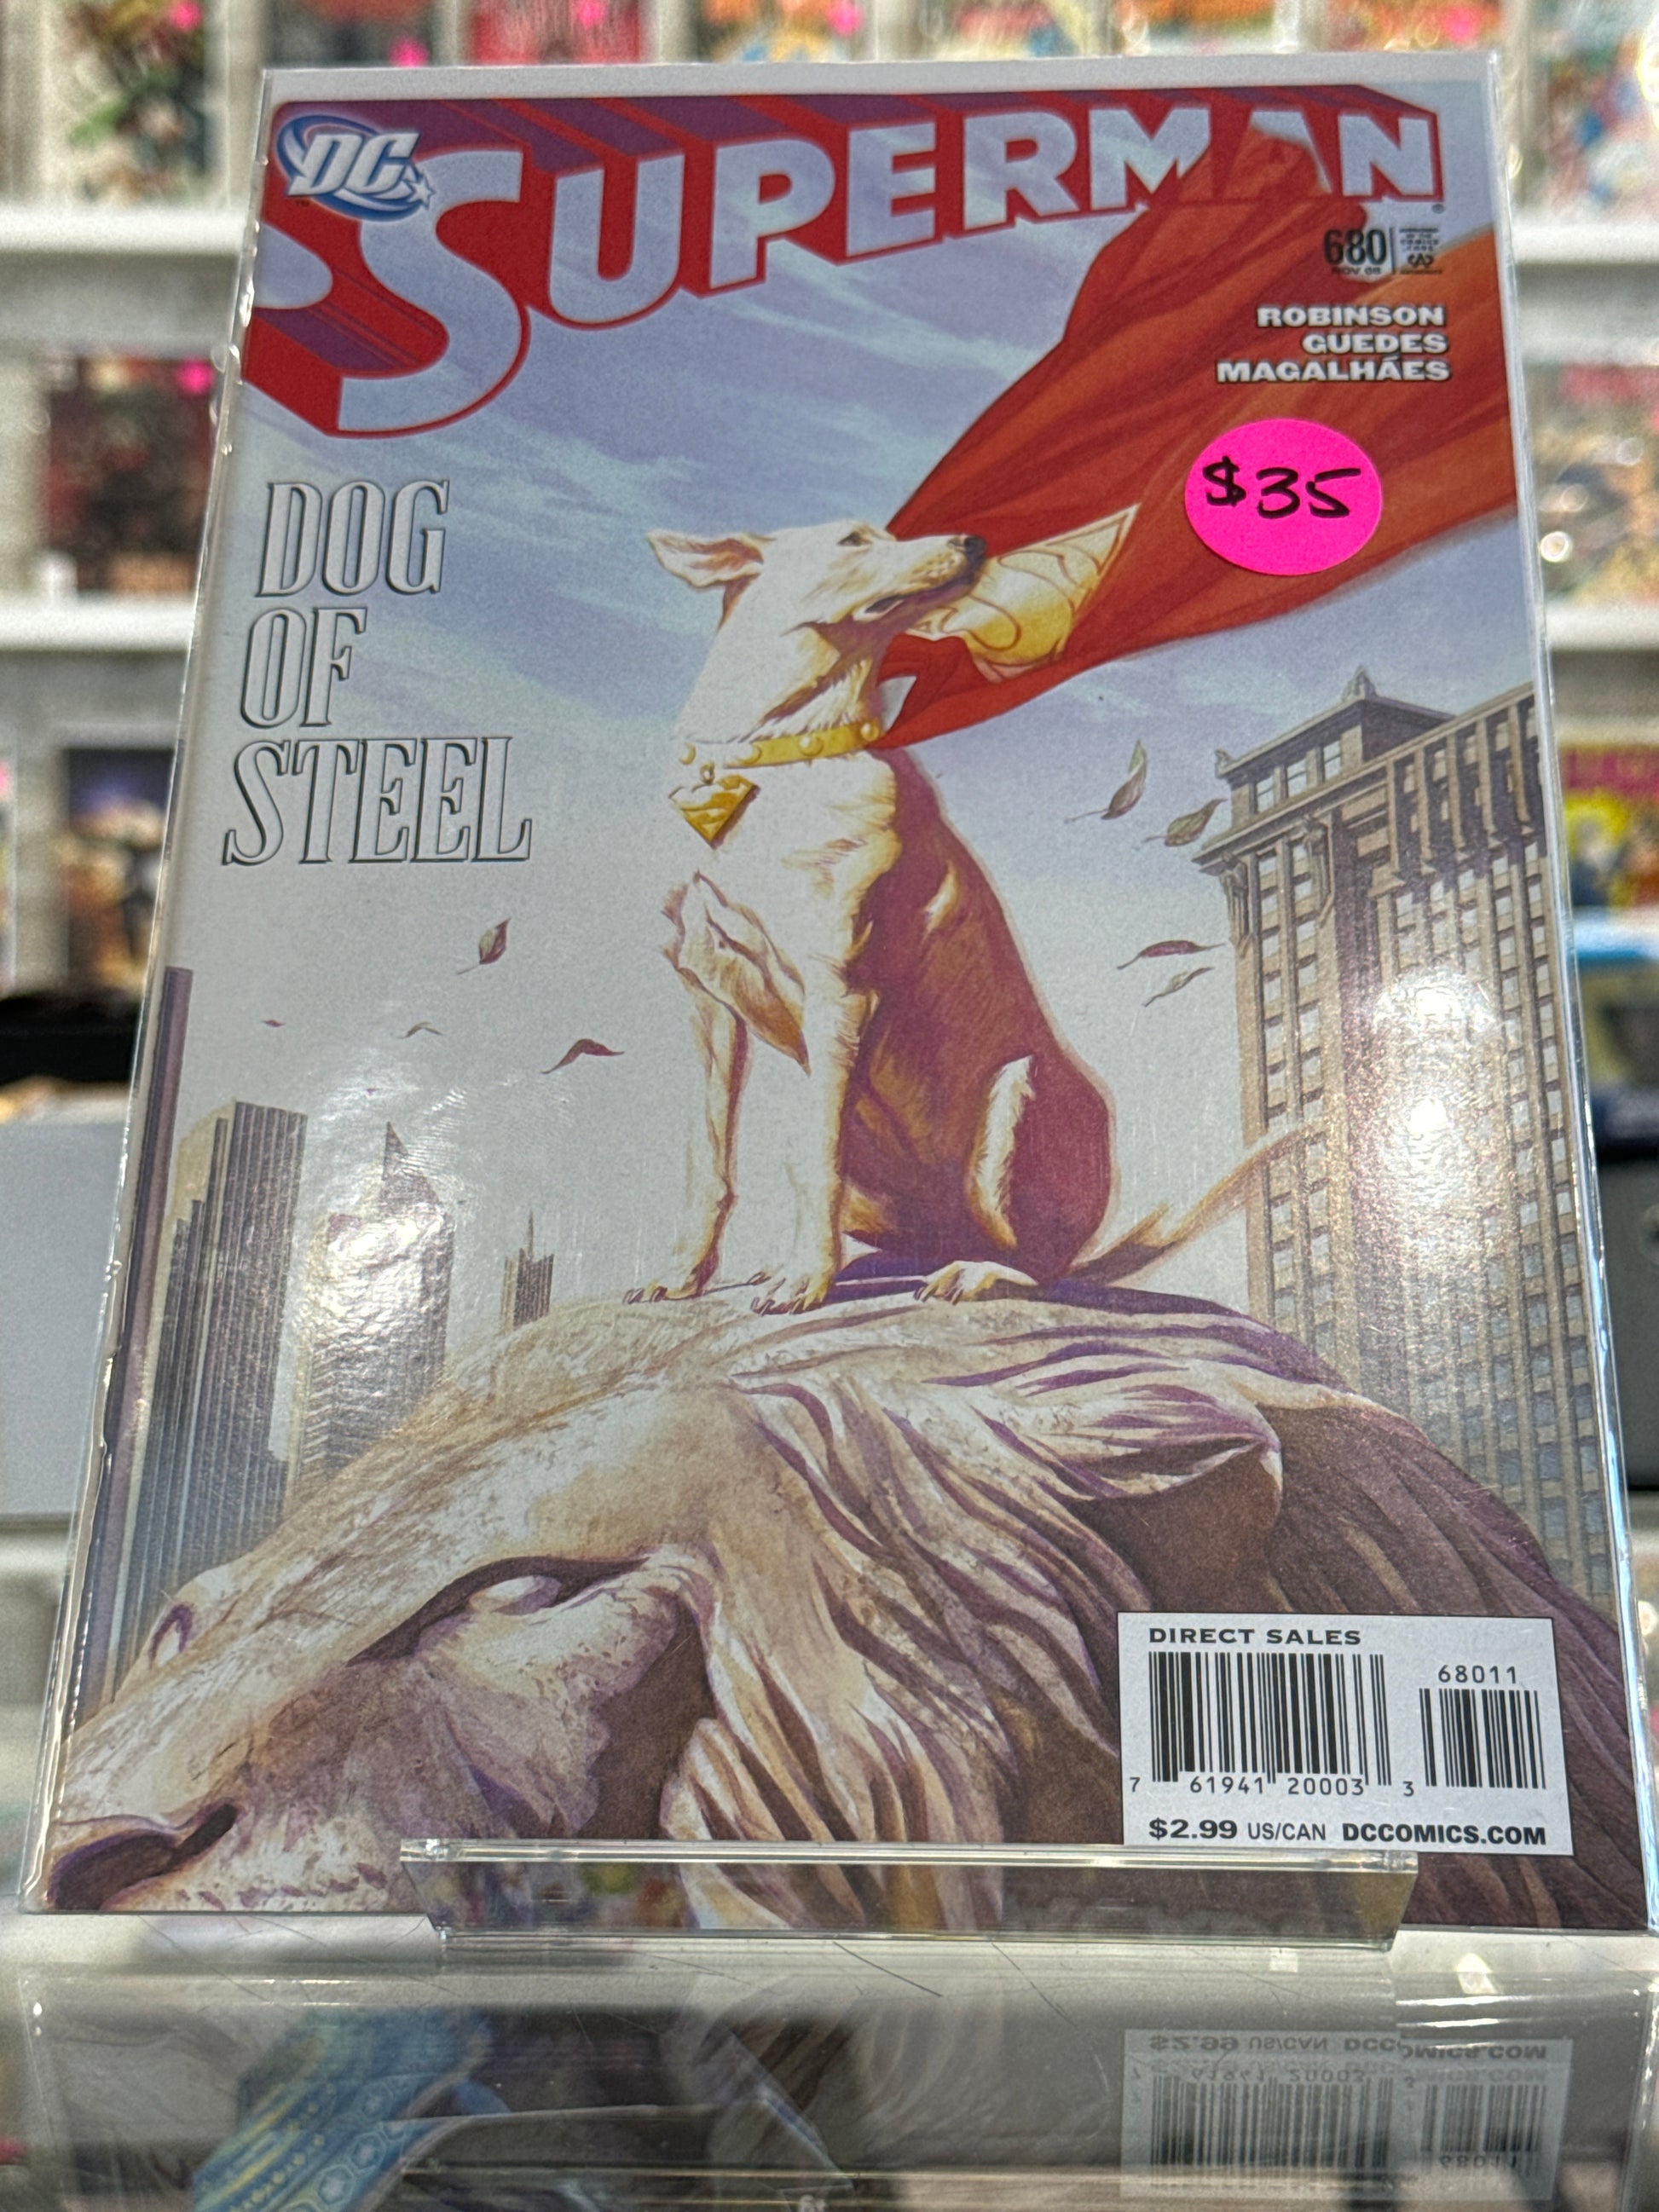 DC
SUPERMAN
680
NOV 08
ROBINSON
GUEDES
MAGALHÁES
$35
DOG
OF
STEEL
DIRECT SALES
68011
7 61941 20003 3
$2.99 US/CAN DCCOMICS.COM